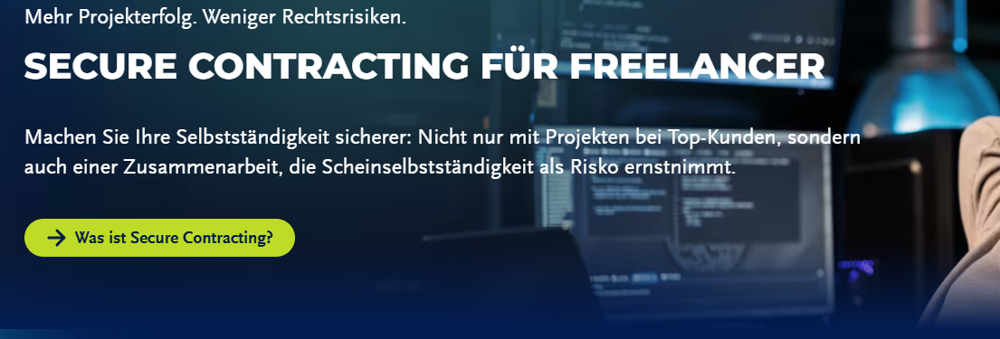 Mehr Projekterfolg. Weniger Rechtsrisiken.
SECURE CONTRACTING FÜR FREELANCER
Machen Sie Ihre Selbstständigkeit sicherer: Nicht nur mit Projekten bei Top-Kunden, sondern
auch einer Zusammenarbeit, die Scheinselbstständigkeit als Risiko ernstnimmt.
Was ist Secure Contracting?